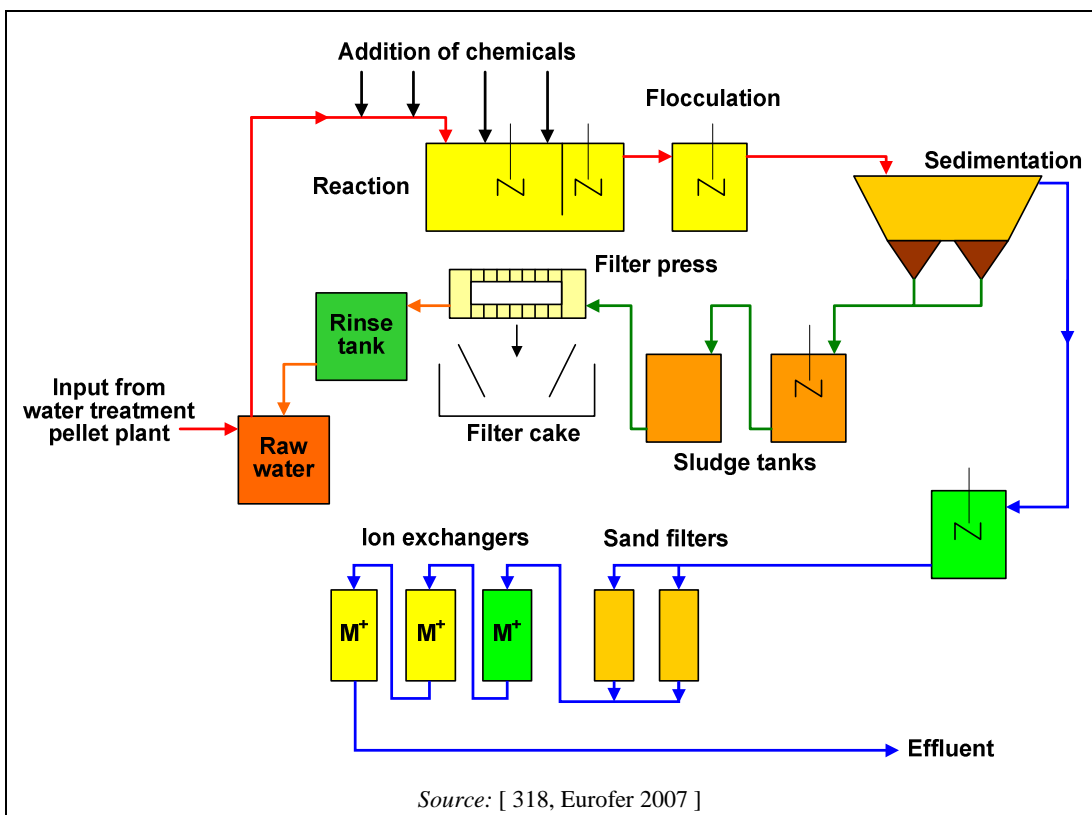 Addition of chemicals
Flocculation
Sedimentation
Reaction
Filter press
Rinse
tank
Input from
water treatment
pellet plant
Raw
water
Filter cake
Sludge tanks
Ion exchangers
Sand filters
M+
M+
M+
Effluent
Source: [ 318, Eurofer 2007 ]